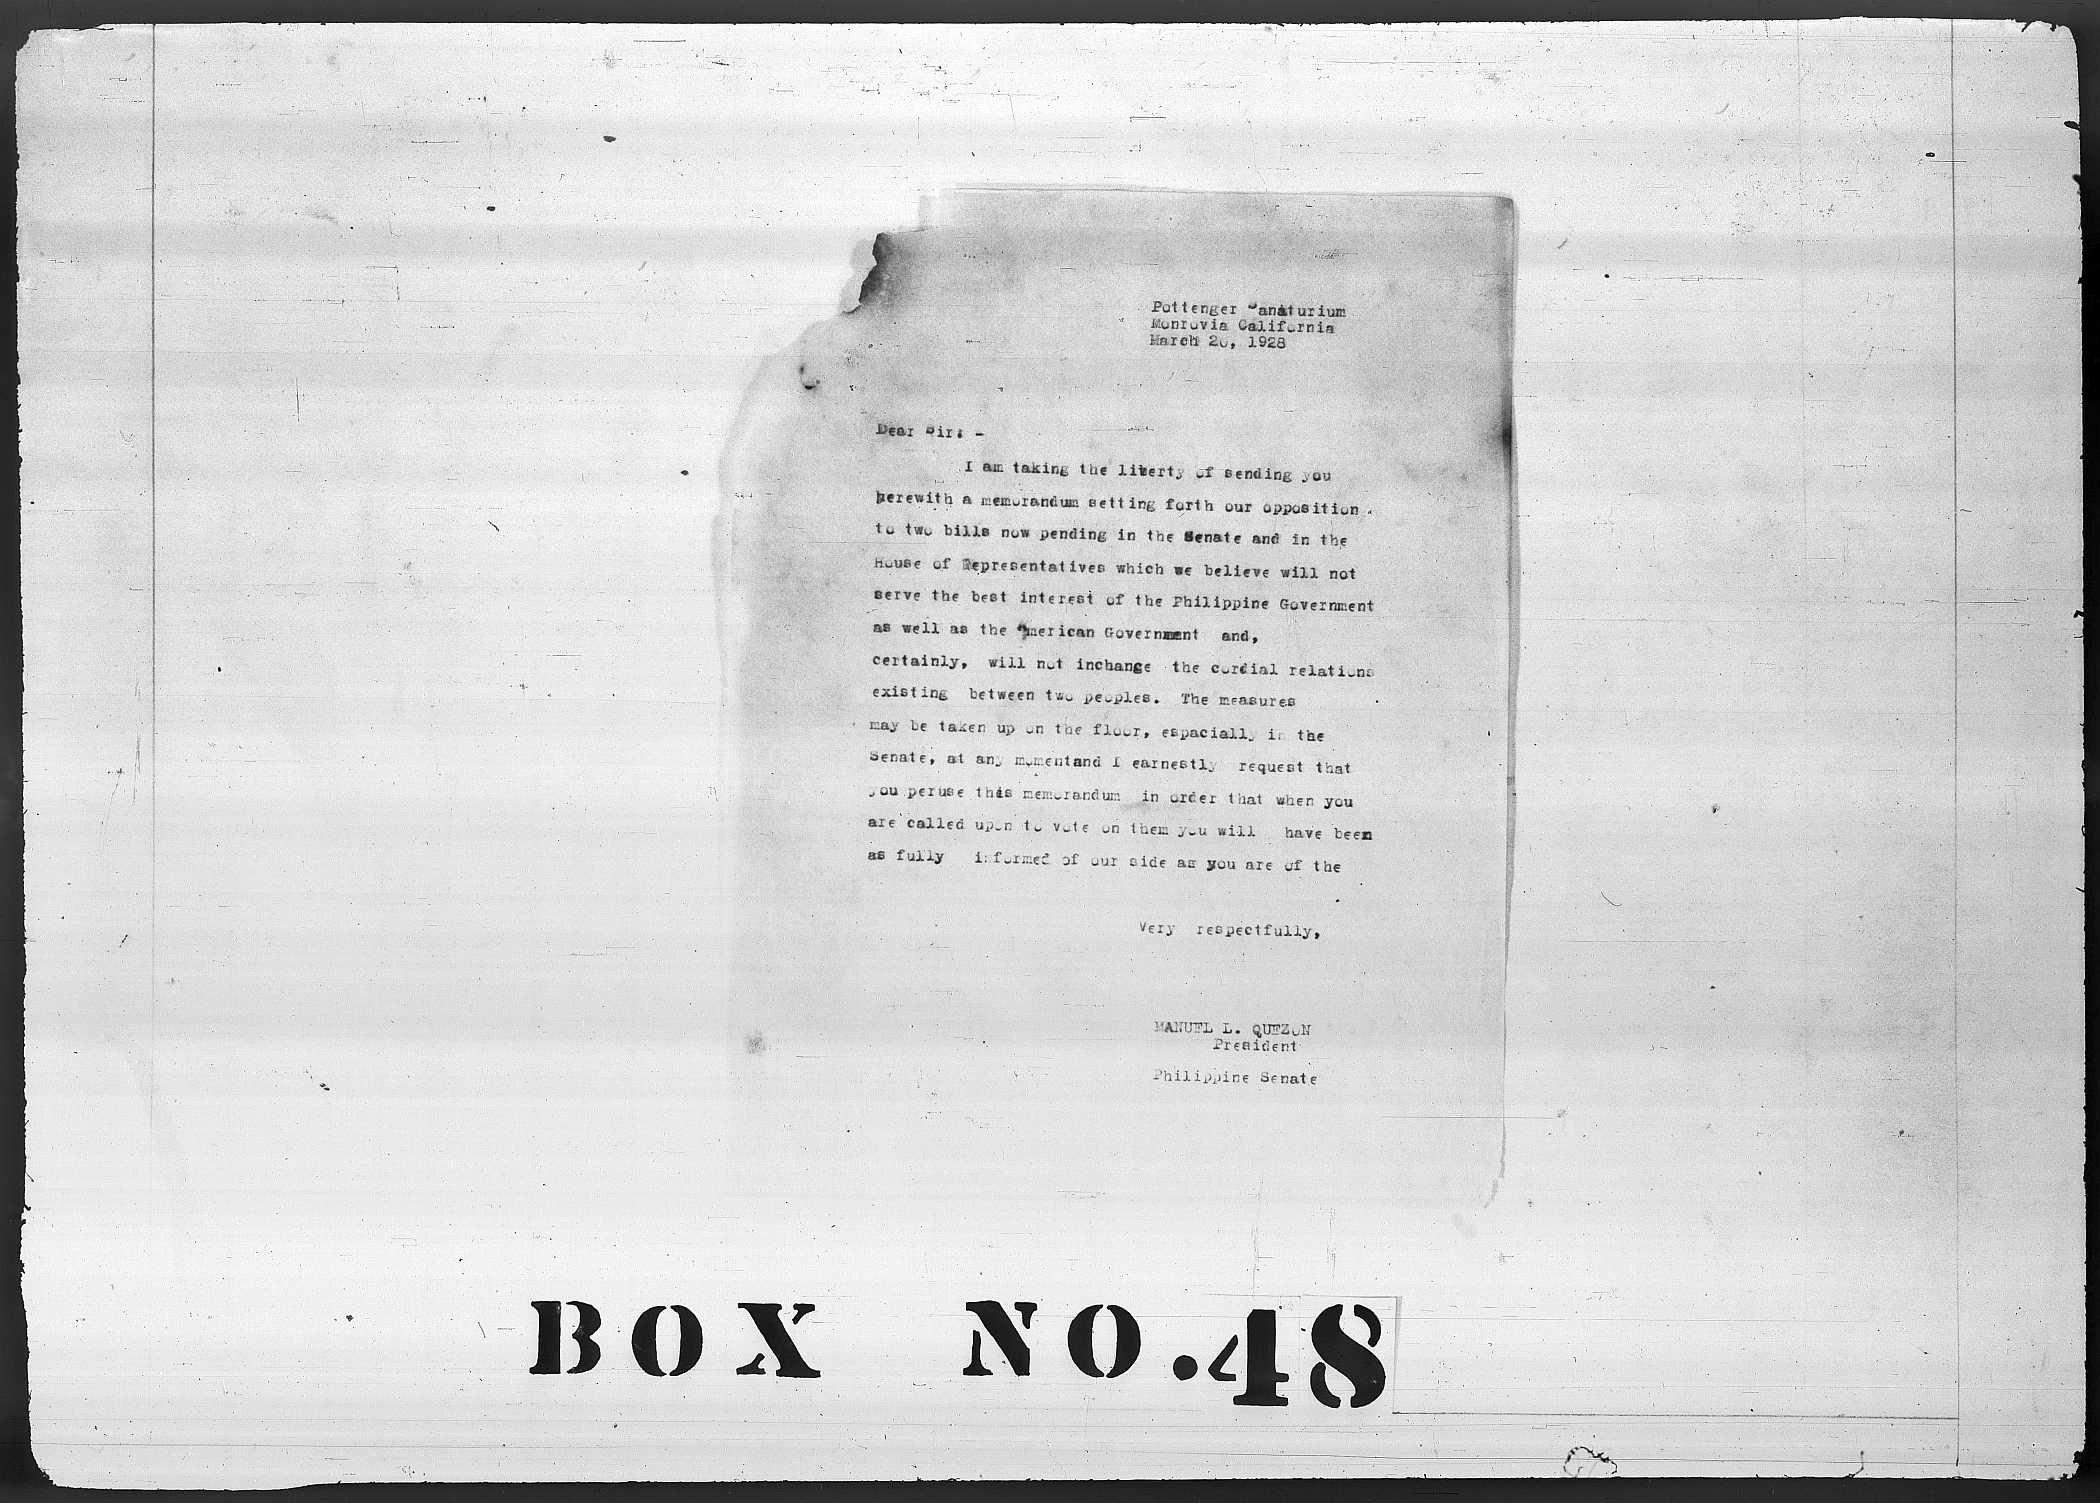 Pottenger Sanaturium
Monrovia California
March 20, 1928
Dear Sir: -
I am taking the liberty of sending you
herewith a memorandum setting forth our opposition
to two bills now pending in the Senate and in the
House of Representatives which we believe will not
serve the best interest of the Philippine Government
as well as the American Government and,
certainly, will not inchange the cordial relations
existing between two peoples. The measures
may be taken up on the floor, espacially in the
Senate, at any momentand I earnestly request that
you peruse this memorandum in order that when you
are called upon to vote on them you will have been
as fully informed of our side as you are of the
Very respectfully,
MANUEL L. QUEZON
President
Philippine Senate
BOX NO.48